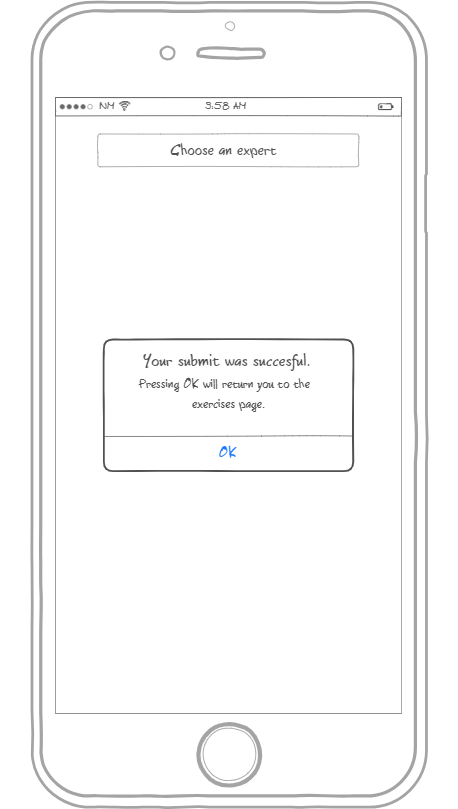 NM 3:58 AM
Choose an expert
Your submit was succesful.
Pressing OK will return you to the
exercises page.
OK